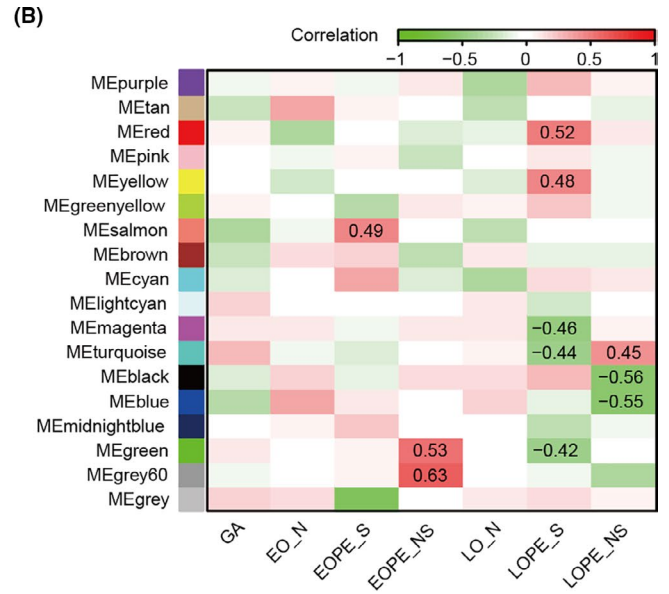 (B)
Correlation
−1 −0.5 0 0.5 1
MEpurple
MEtan
MEred 0.52
MEpink
MEyellow 0.48
MEgreenyellow
MEsalmon 0.49
MEbrown
MEcyan
MElightcyan
MEmagenta −0.46
MEturquoise −0.44 0.45
MEblack −0.56
MEblue −0.55
MEmidnightblue
MEgreen 0.53 −0.42
MEgrey60 0.63
MEgrey
GA EO_N EOPE_S EOPE_NS LO_N LOPE_S LOPE_NS